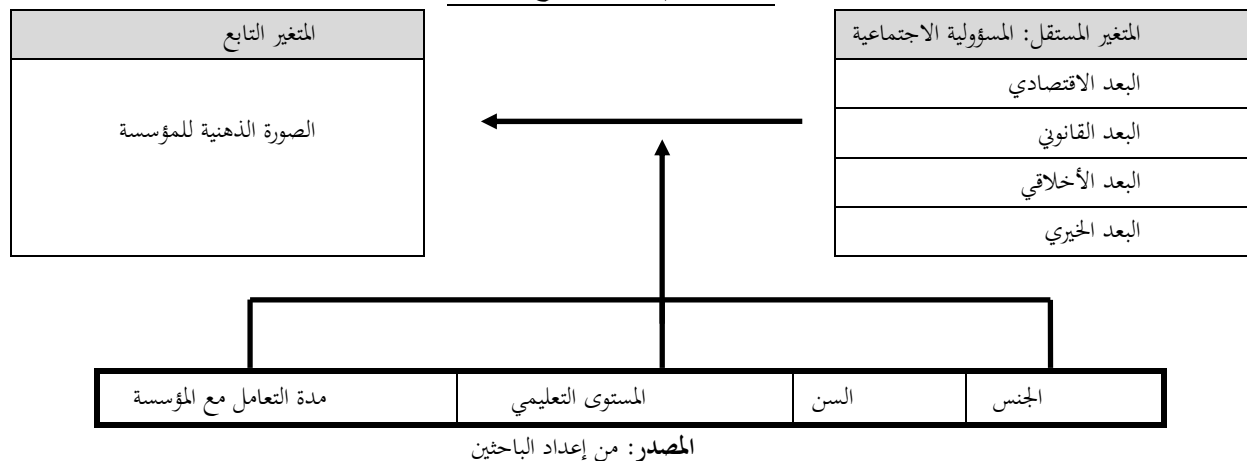 المتغير المستقل: المسؤولية الاجتماعية
البعد الاقتصادي
البعد القانوني
البعد الأخلاقي
البعد الخيري
المتغير التابع
الصورة الذهنية للمؤسسة
الجنس
السن
المستوى التعليمي
مدة التعامل مع المؤسسة
المصدر: من إعداد الباحثين